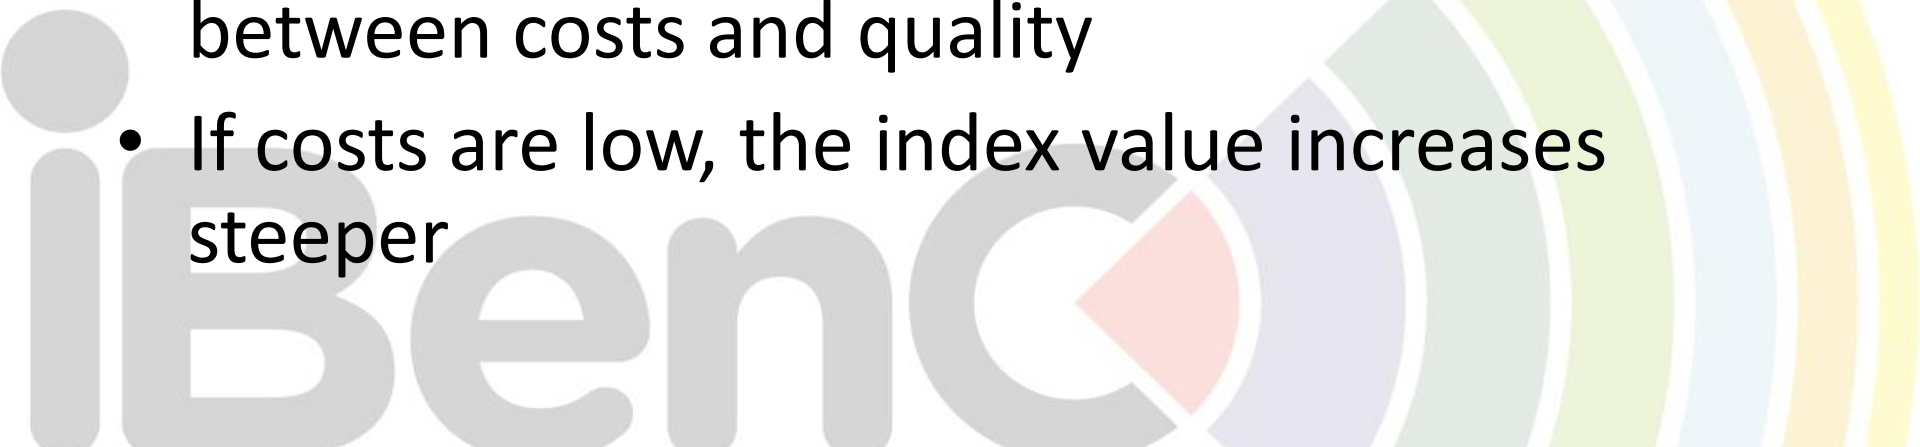 between costs and quality
• If costs are low, the index value increases
steeper
iBenC